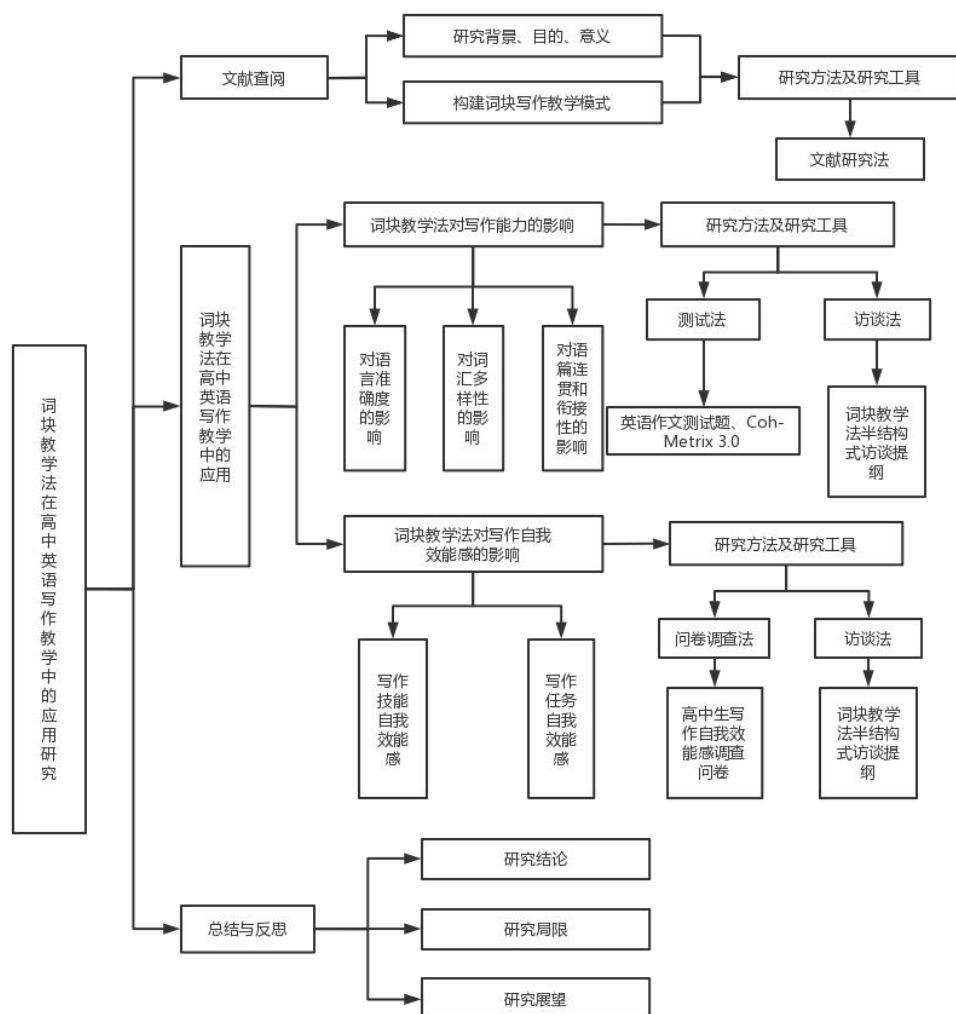 词块教学法在高中英语写作教学中的应用研究
文献查阅
研究背景、目的、意义
构建词块写作教学模式
研究方法及研究工具
文献研究法
词块
教学
法在
高中
英语
写作
教学
中的
应用
词块教学法对写作能力的影响
对语
言准
确度
的影
响
对词
汇多
样性
的影
响
对语
篇连
贯和
衔接
性的
影响
研究方法及研究工具
测试法
英语作文测试题、Coh-
Metrix 3.0
访谈法
词块教学
法半结构
式访谈提
纲
词块教学法对写作自我
效能感的影响
写作
技能
自我
效能
感
写作
任务
自我
效能
感
研究方法及研究工具
问卷调查法
高中生写
作自我效
能感调查
问卷
访谈法
词块教学
法半结构
式访谈提
纲
总结与反思
研究结论
研究局限
研究展望